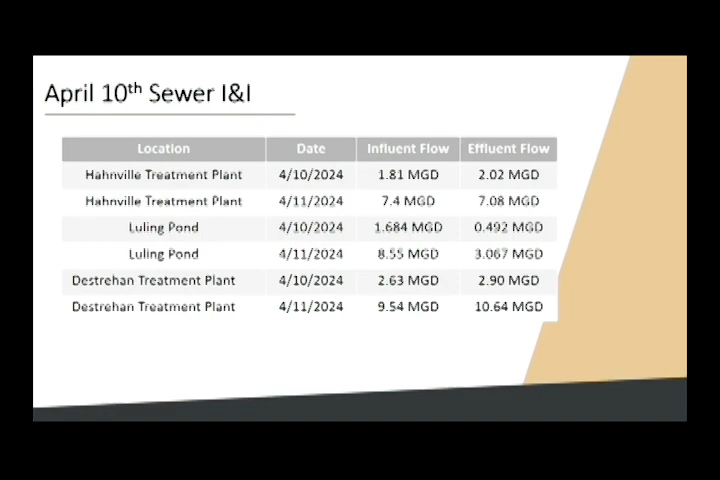 April 10th Sewer I&I
Location Date Influent Flow Effluent Flow
Hahnville Treatment Plant 4/10/2024 1.81 MGD 2.02 MGD
Hahnville Treatment Plant 4/11/2024 7.4 MGD 7.08 MGD
Luling Pond 4/10/2024 1.684 MGD 0.492 MGD
Luling Pond 4/11/2024 8.55 MGD 3.067 MGD
Destrehan Treatment Plant 4/10/2024 2.63 MGD 2.90 MGD
Destrehan Treatment Plant 4/11/2024 9.54 MGD 10.64 MGD